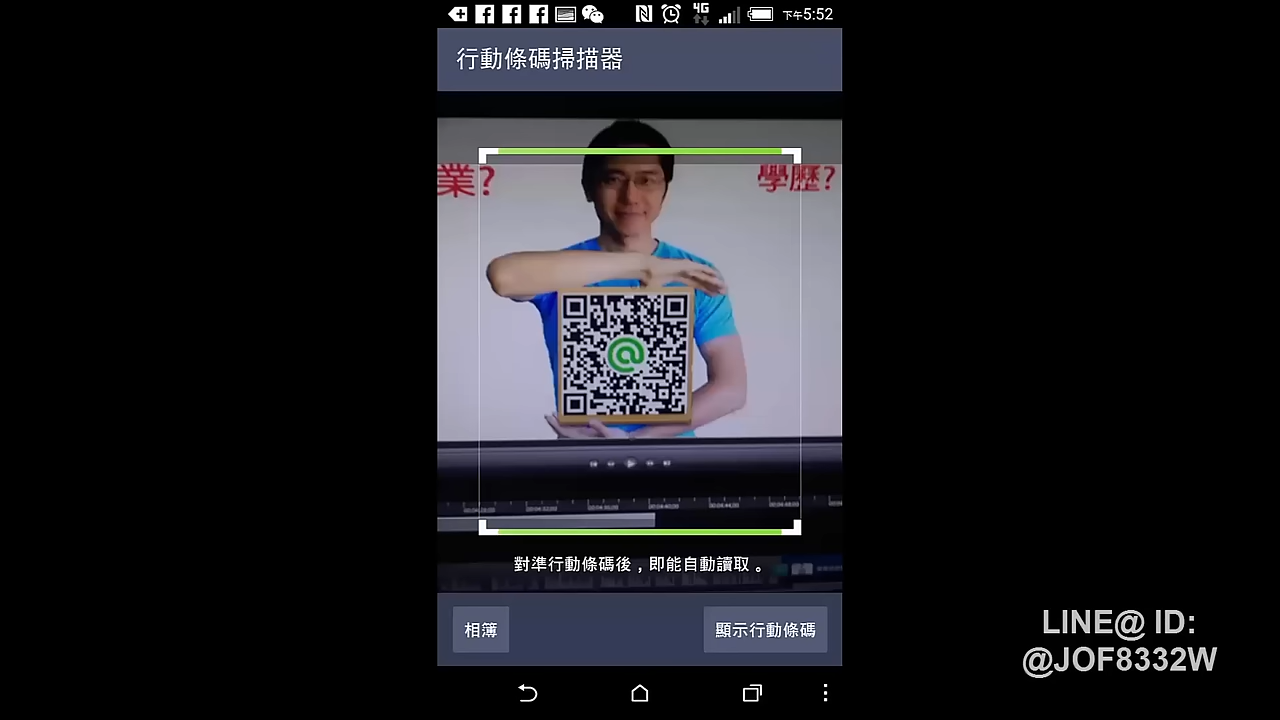 4G
下午5:52
行動條碼掃描器
業?
學歷?
對準行動條碼後，即能自動讀取。
相簿
顯示行動條碼
LINE@ ID:
@JOF8332W